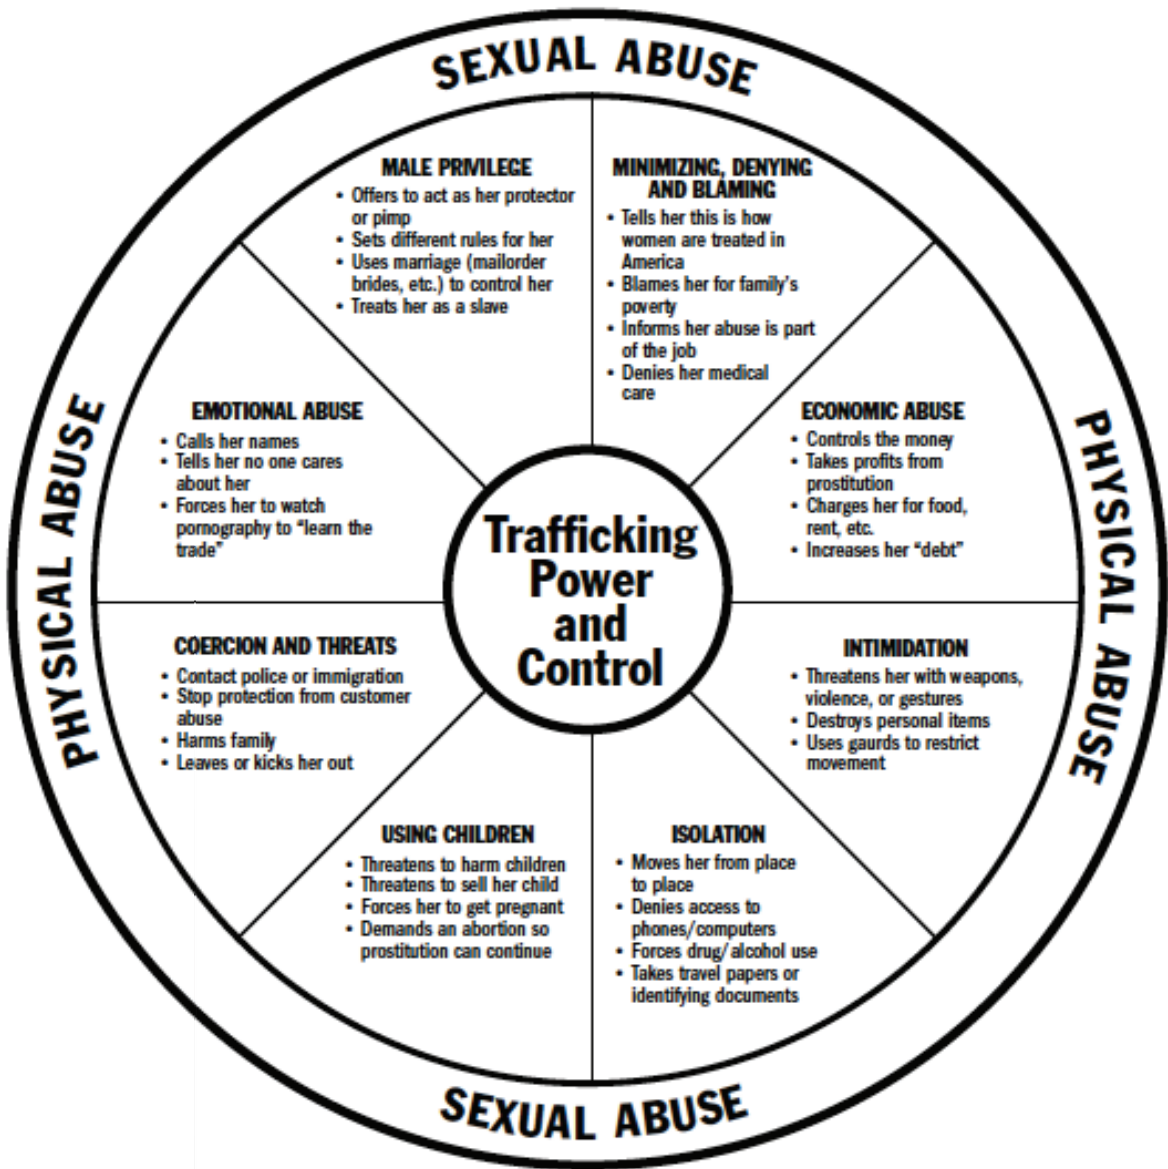 SEXUAL ABUSE
MALE PRIVILEGE
• Offers to act as her protector
or pimp
• Sets different rules for her
• Uses marriage (mailorder
brides, etc.) to control her
• Treats her as a slave
MINIMIZING, DENYING
AND BLAMING
• Tells her this is how
women are treated in
America
• Blames her for family's
poverty
• Informs her abuse is part
of the job
• Denies her medical
care
PHYSICAL ABUSE
EMOTIONAL ABUSE
• Calls her names
• Tells her no one cares
about her
• Forces her to watch
pornography to “learn the
trade”
ECONOMIC ABUSE
• Controls the money
• Takes profits from
prostitution
• Charges her for food,
rent, etc.
• Increases her “debt”
PHYSICAL ABUSE
Trafficking
Power
and
Control
COERCION AND THREATS
• Contact police or immigration
• Stop protection from customer
abuse
• Harms family
• Leaves or kicks her out
INTIMIDATION
• Threatens her with weapons,
violence, or gestures
• Destroys personal items
• Uses gaurds to restrict
movement
USING CHILDREN
• Threatens to harm children
• Threatens to sell her child
• Forces her to get pregnant
• Demands an abortion so
prostitution can continue
ISOLATION
• Moves her from place
to place
• Denies access to
phones/computers
• Forces drug/alcohol use
• Takes travel papers or
identifying documents
SEXUAL ABUSE